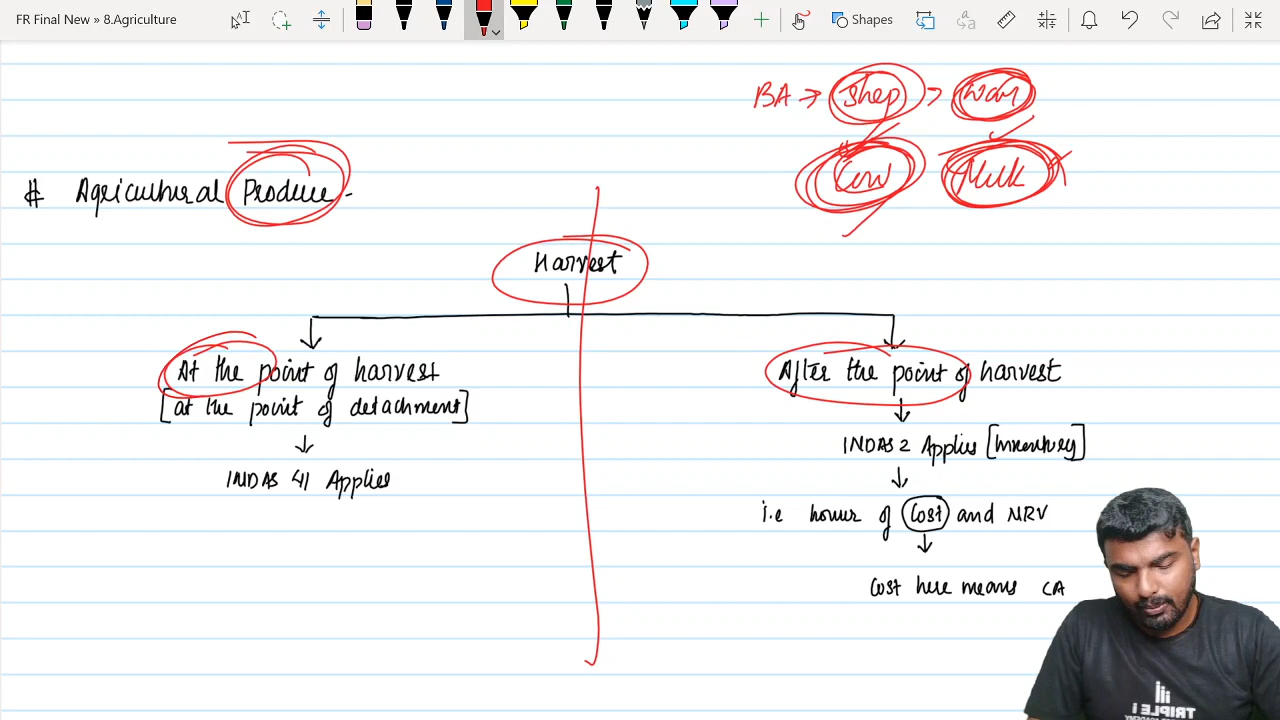 FR Final New » 8.Agriculture
Shapes
BA → Shep → Wool
Cow Milk
# Agricultural Produce -
Harvest
At the point of harvest
[at the point of detachment]
INDAS 41 Applies
After the point of harvest
INDAS 2 Applies [Inventory]
i.e of Cost and NRV
Cost here means CA
TRIPLE i